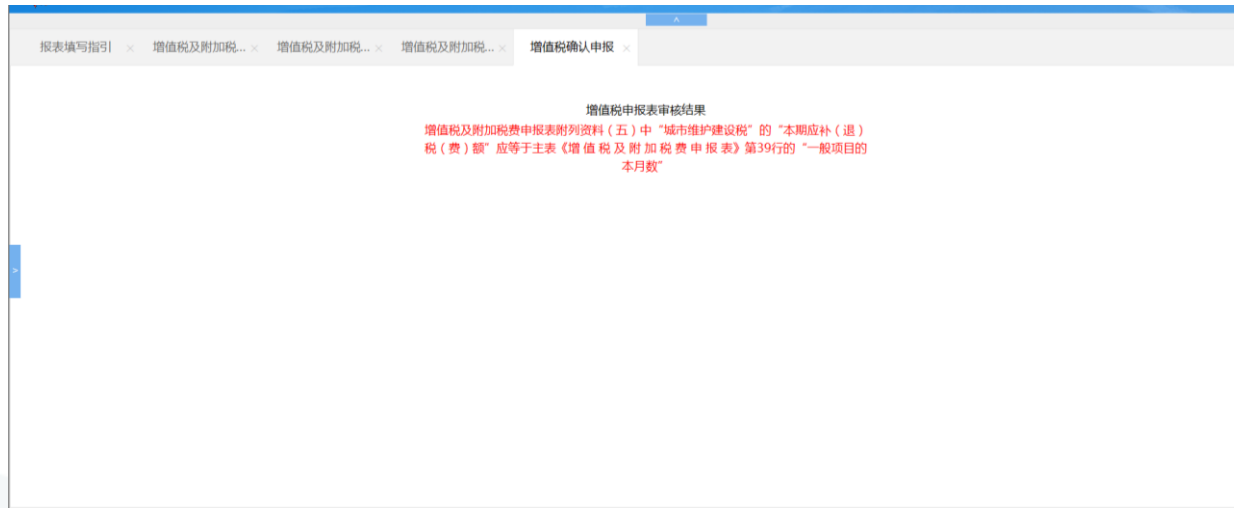 报表填写指引 × 增值税及附加税... × 增值税及附加税... × 增值税及附加税... × 增值税确认申报 ×
增值税申报表审核结果
增值税及附加税费申报表附列资料（五）中“城市维护建设税”的“本期应补（退）
税（费）额”应等于主表《增 值 税 及 附 加 税 费 申 报 表》第39行的“一般项目的
本月数”